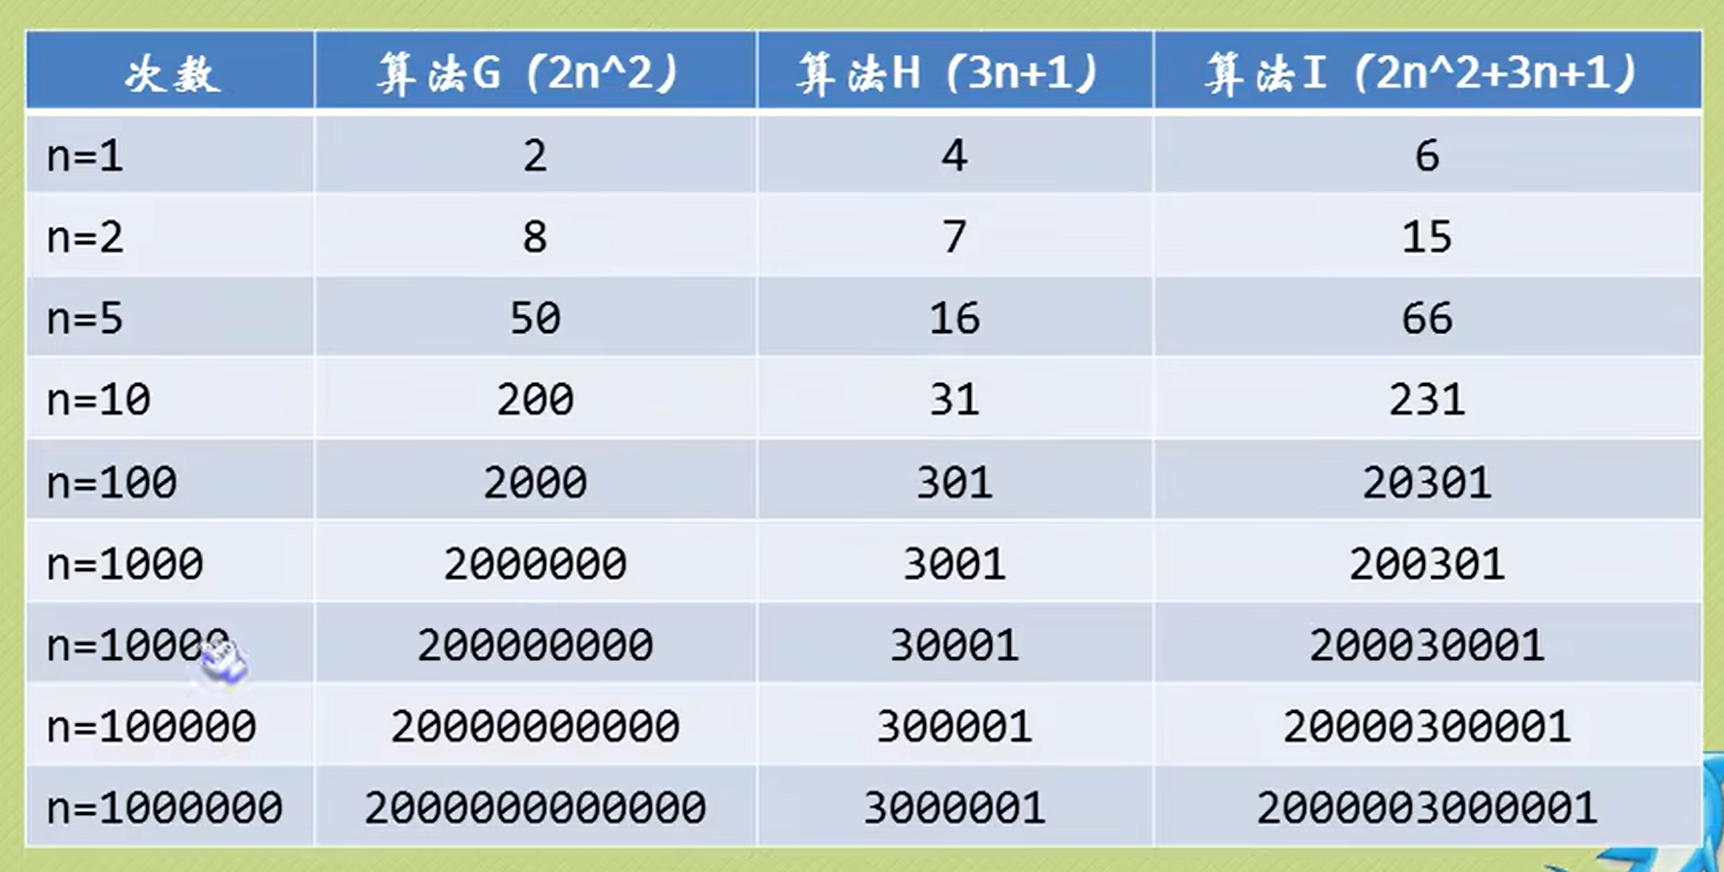 次数 算法G（2n^2） 算法H（3n+1） 算法I（2n^2+3n+1）
n=1 2 4 6
n=2 8 7 15
n=5 50 16 66
n=10 200 31 231
n=100 2000 301 20301
n=1000 2000000 3001 200301
n=10000 200000000 30001 200030001
n=100000 20000000000 300001 20000300001
n=1000000 2000000000000 3000001 2000003000001